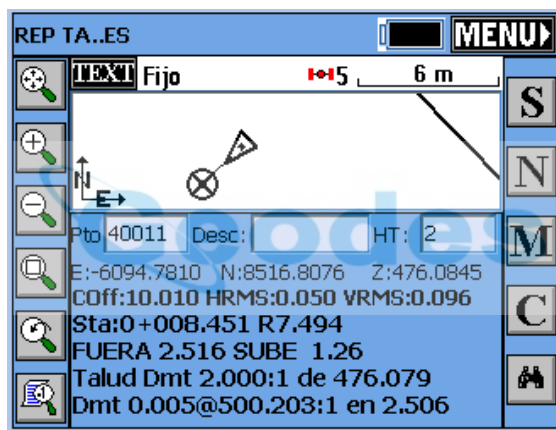 REP TA..ES
MENU
TEXT Fijo 5 6 m
S
N
E
N
M
C
Geodes
Pto 40011 Desc: HT: 2
E:-6094.7810 N:8516.8076 Z:476.0845
COff:10.010 HRMS:0.050 VRMS:0.096
Sta:0+008.451 R7.494
FUERA 2.516 SUBE 1.26
Talud Dmt 2.000:1 de 476.079
Dmt 0.005@500.203:1 en 2.506